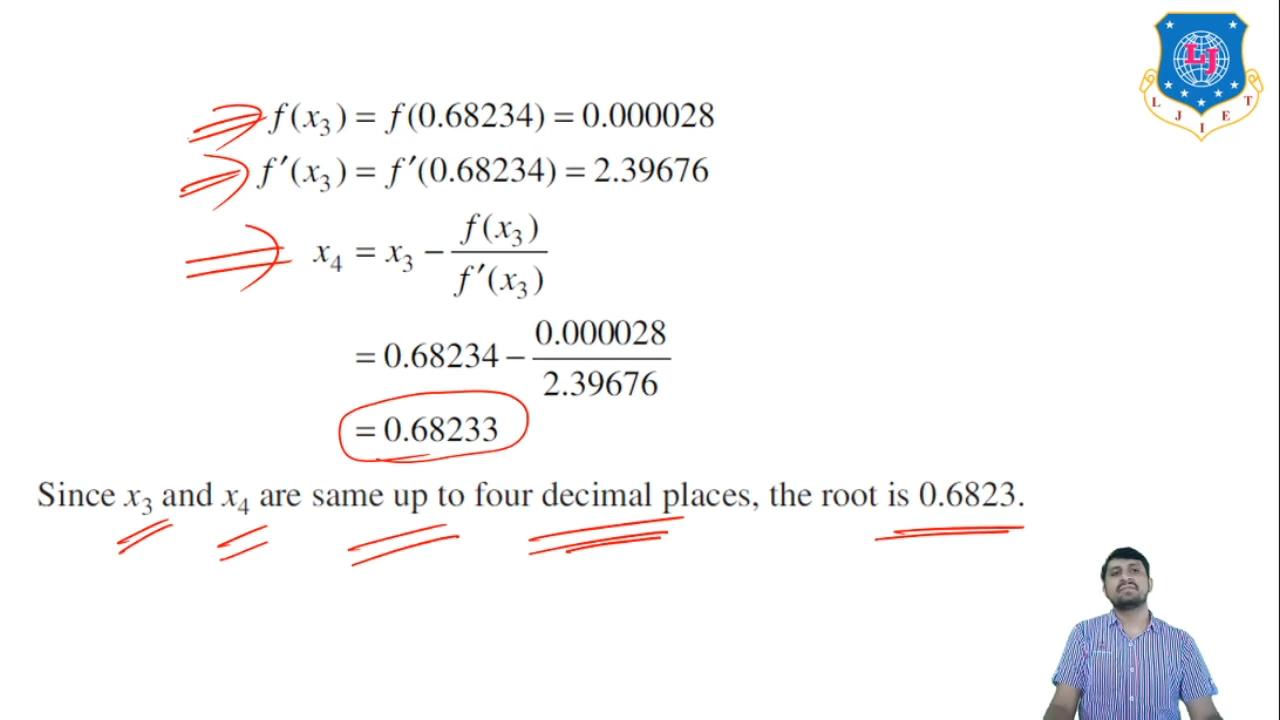 f(x₃) = f(0.68234) = 0.000028
f′(x₃) = f′(0.68234) = 2.39676
x₄ = x₃ − f(x₃) / f′(x₃)
= 0.68234 − 0.000028 / 2.39676
= 0.68233
Since x₃ and x₄ are same up to four decimal places, the root is 0.6823.
LJ
L J I E T